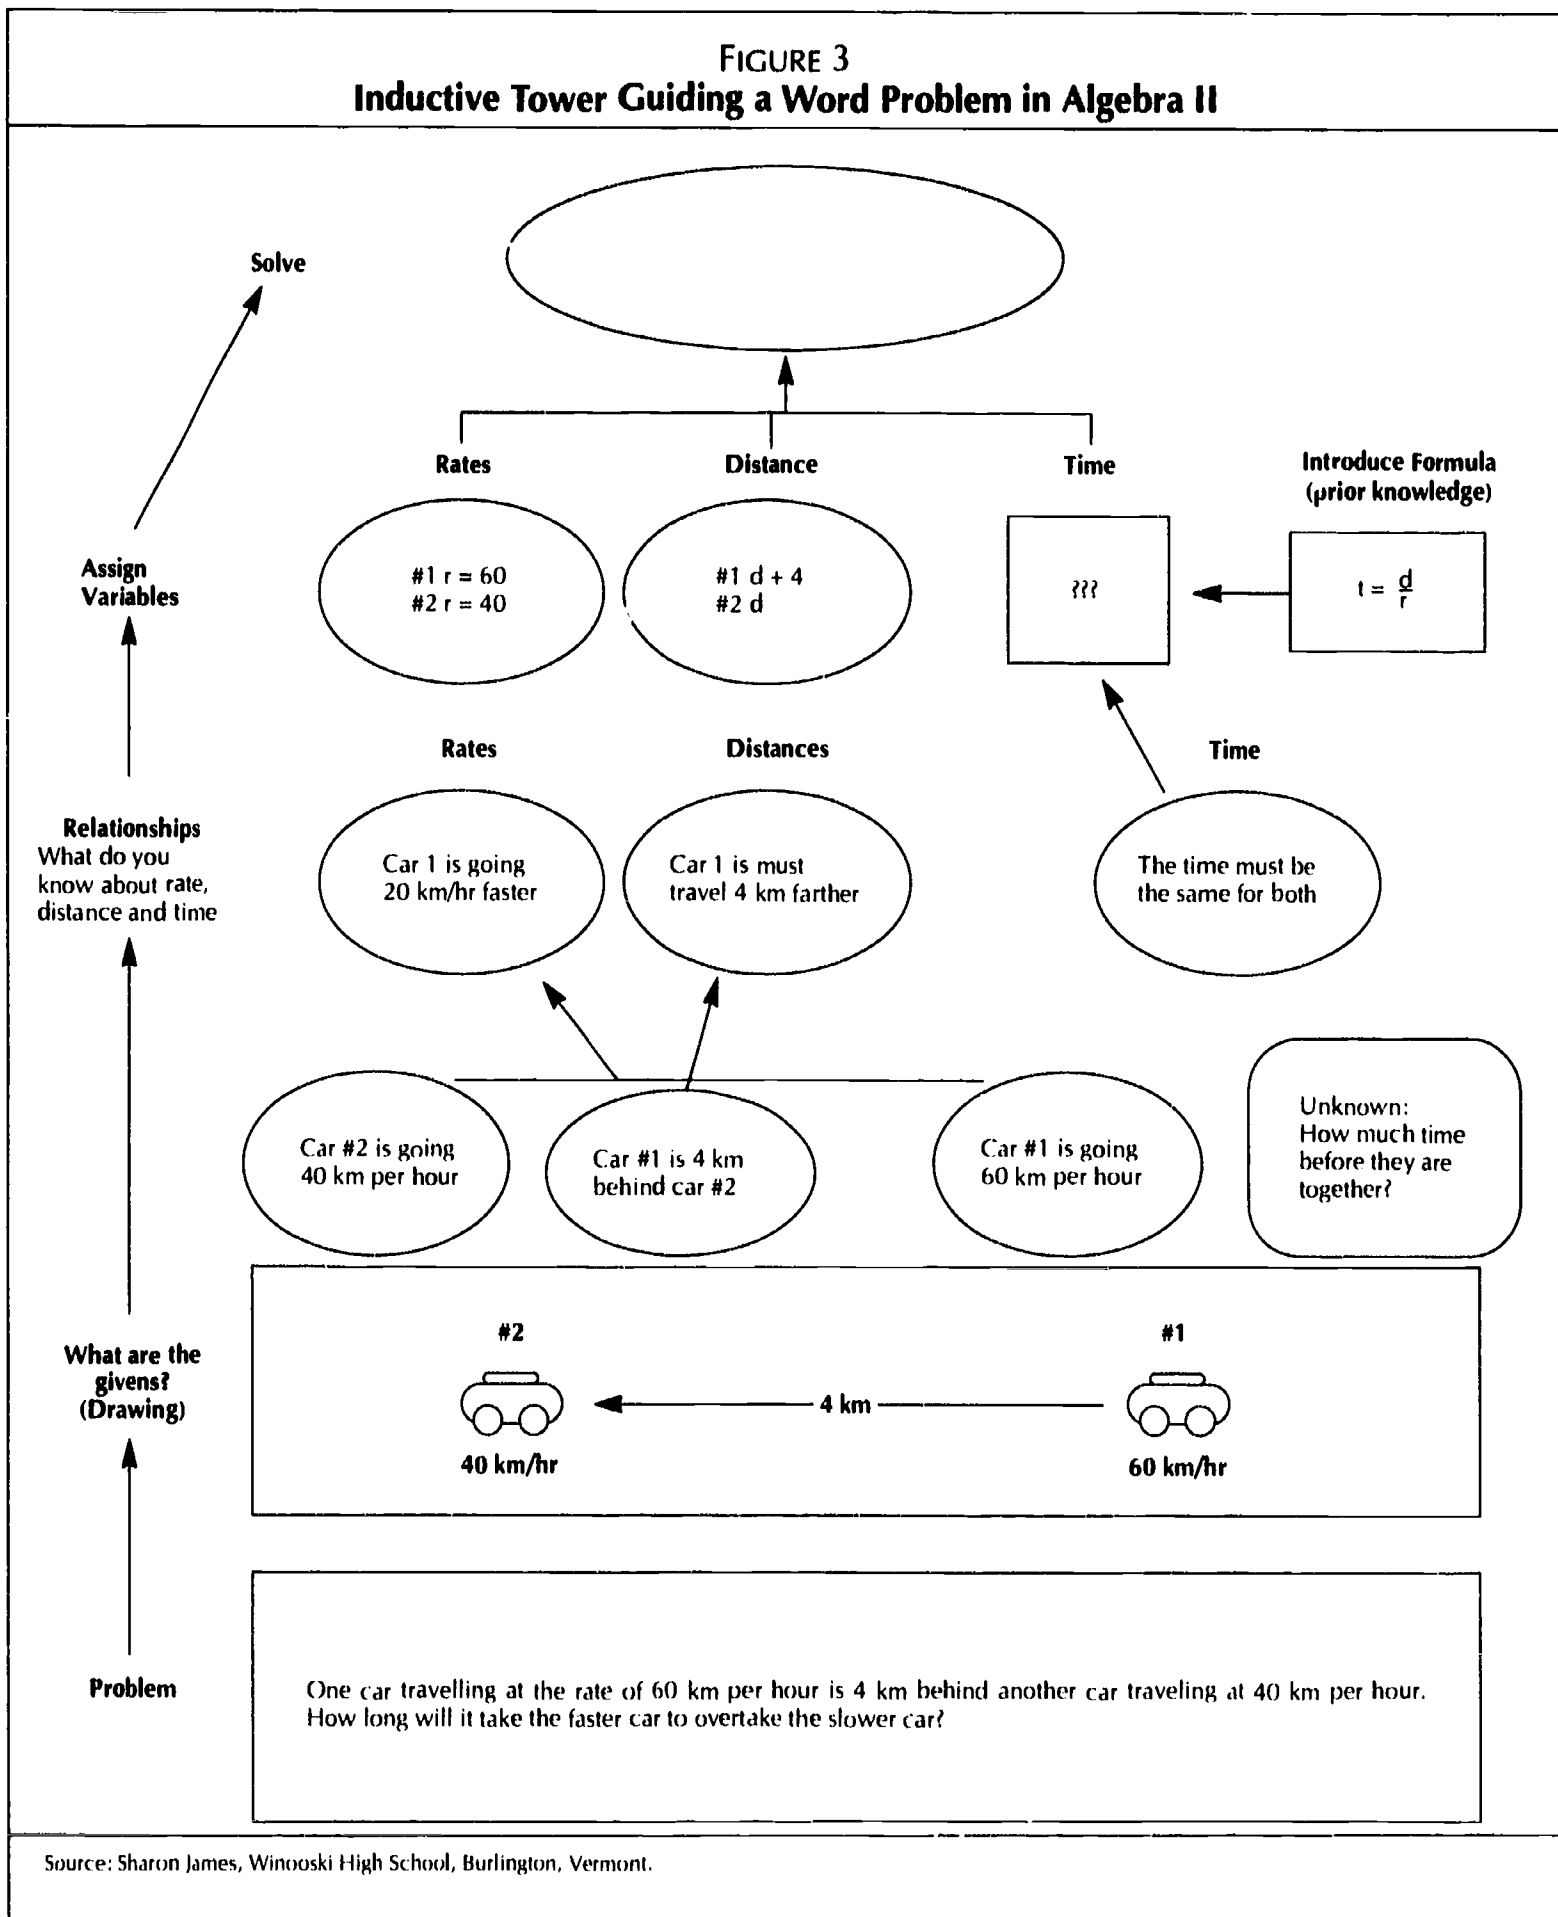 FIGURE 3
Inductive Tower Guiding a Word Problem in Algebra II
Solve
Rates
Distance
Time
Introduce Formula
(prior knowledge)
Assign
Variables
#1 r = 60
#2 r = 40
#1 d + 4
#2 d
???
t = d/r
Rates
Distances
Time
Relationships
What do you
know about rate,
distance and time
Car 1 is going
20 km/hr faster
Car 1 is must
travel 4 km farther
The time must be
the same for both
Car #2 is going
40 km per hour
Car #1 is 4 km
behind car #2
Car #1 is going
60 km per hour
Unknown:
How much time
before they are
together?
What are the
givens?
(Drawing)
#2
#1
4 km
40 km/hr
60 km/hr
Problem
One car travelling at the rate of 60 km per hour is 4 km behind another car traveling at 40 km per hour.
How long will it take the faster car to overtake the slower car?
Source: Sharon James, Winooski High School, Burlington, Vermont.